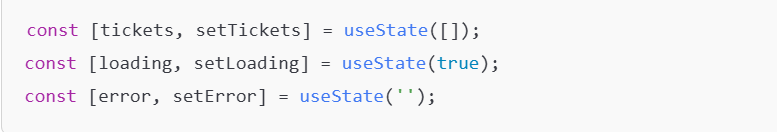 const [tickets, setTickets] = useState([]);
const [loading, setLoading] = useState(true);
const [error, setError] = useState('');